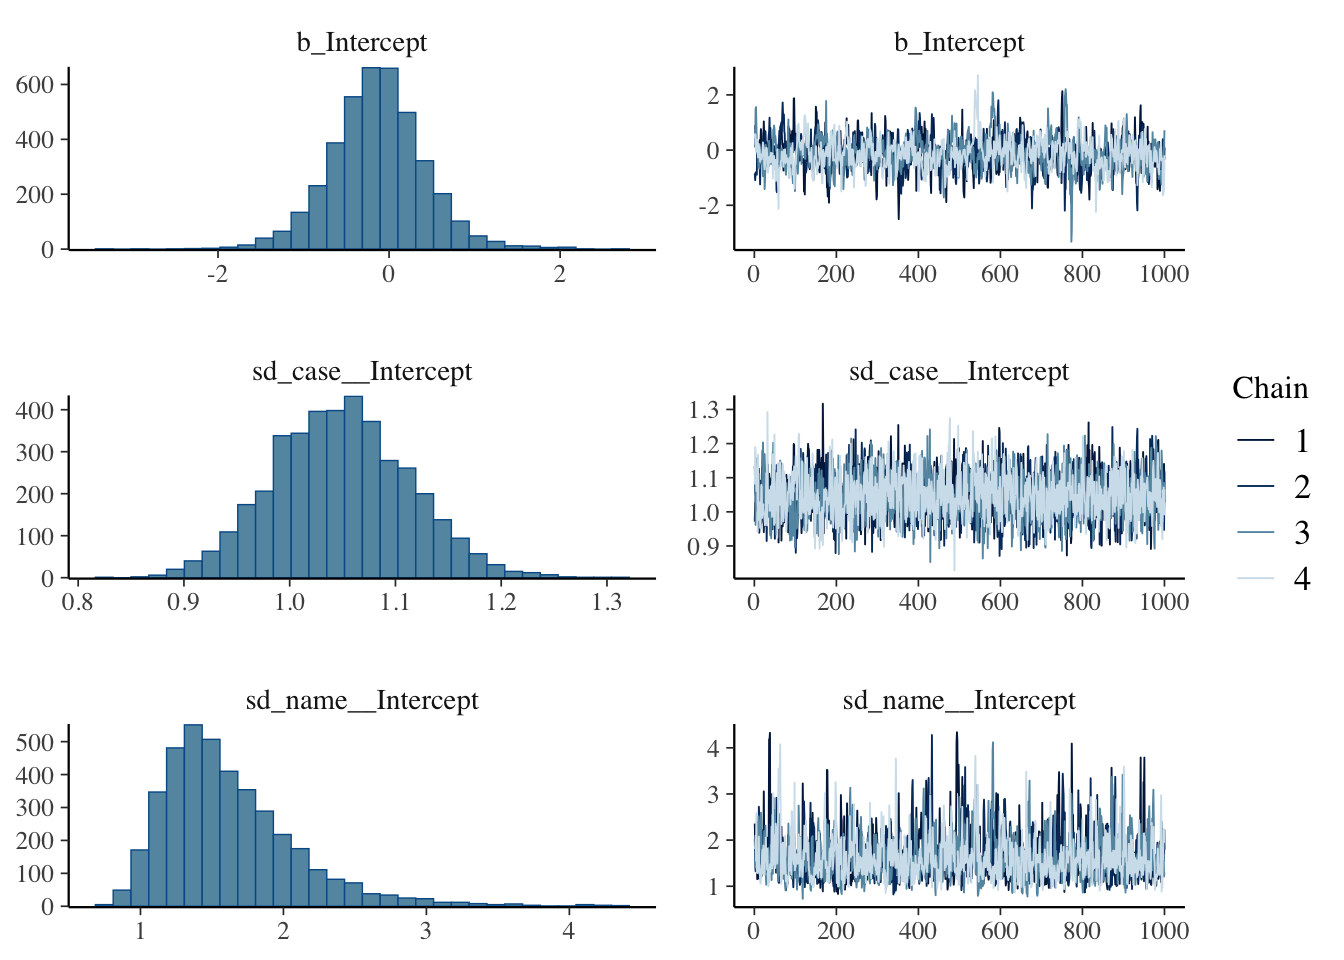 b_Intercept
600
400
200
0
-2 0 2
b_Intercept
2
0
-2
0 200 400 600 800 1000
sd_case__Intercept
400
300
200
100
0
0.8 0.9 1.0 1.1 1.2 1.3
sd_case__Intercept
1.3
1.2
1.1
1.0
0.9
0 200 400 600 800 1000
sd_name__Intercept
500
400
300
200
100
0
1 2 3 4
sd_name__Intercept
4
3
2
1
0 200 400 600 800 1000
Chain
1
2
3
4